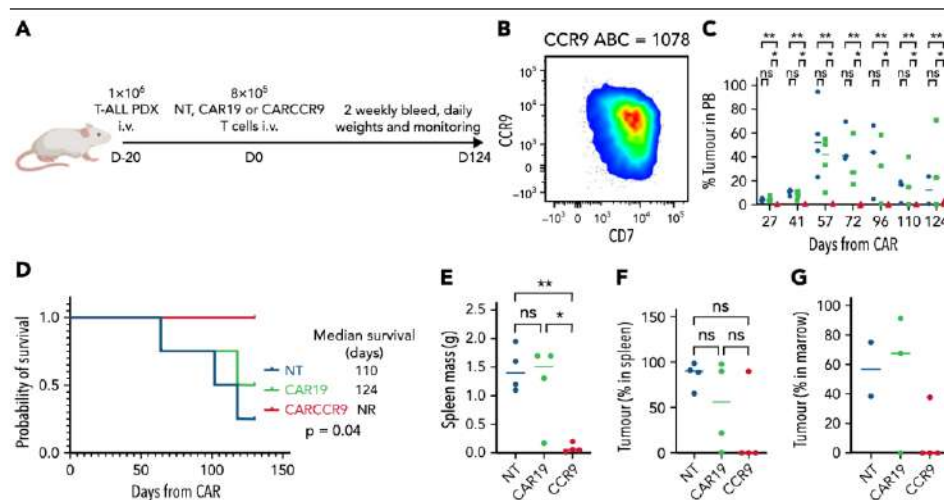 A
1×10⁶
T-ALL PDX
i.v.
8×10⁵
NT, CAR19 or CARCCR9
T cells i.v.
2 weekly bleed, daily
weights and monitoring
D-20
D0
D124
B
CCR9 ABC = 1078
CCR9
10⁵
10⁴
10³
0
−10³
−10³
0
10³
10⁴
10⁵
CD7
C
** ** ** ** ** ** **
* * * * * * *
ns ns ns ns ns ns ns
% Tumour in PB
100
80
60
40
20
0
27 41 57 72 96 110 124
Days from CAR
D
Probability of survival
1.0
0.5
0.0
0 50 100 150
Days from CAR
Median survival
(days)
NT 110
CAR19 124
CARCCR9 NR
p = 0.04
E
**
ns *
Spleen mass (g)
2.5
2.0
1.5
1.0
0.5
0.0
NT CAR19 CCR9
F
ns
ns ns
Tumour (% in spleen)
150
100
50
0
NT CAR19 CCR9
G
Tumour (% in marrow)
100
80
60
40
20
0
NT CAR19 CCR9